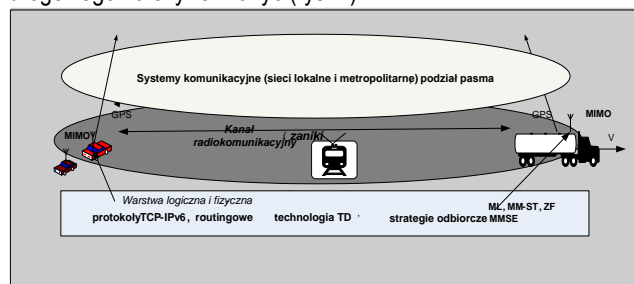 Systemy komunikacyjne (sieci lokalne i metropolitarne) podział pasma
GPS
GPS
MIMO
MIMO
Kanał
radiokomunikacyjny
zaniki
V
Warstwa logiczna i fizyczna
protokołyTCP-IPv6, routingowe technologia TD , strategie odbiorcze
ML, MM-ST, ZF
MMSE